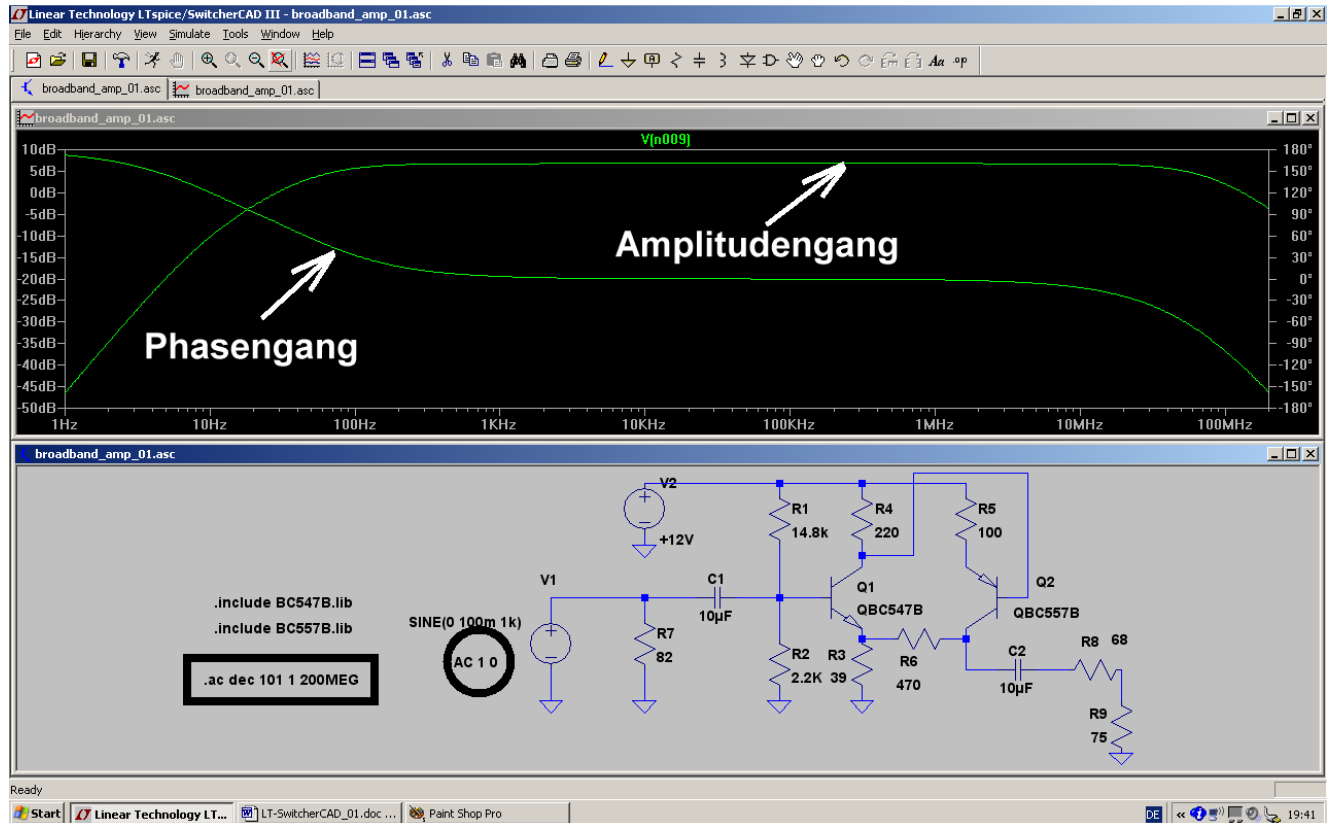 Linear Technology LTspice/SwitcherCAD III - broadband_amp_01.asc
File Edit Hierarchy View Simulate Tools Window Help
Aa .op
broadband_amp_01.asc broadband_amp_01.asc
broadband_amp_01.asc
V(n009)
10dB 180°
5dB 150°
0dB 120°
-5dB 90°
-10dB 60°
-15dB 30°
-20dB 0°
-25dB -30°
-30dB -60°
-35dB -90°
-40dB -120°
-45dB -150°
-50dB -180°
1Hz 10Hz 100Hz 1KHz 10KHz 100KHz 1MHz 10MHz 100MHz
Amplitudengang
Phasengang
broadband_amp_01.asc
V2
+12V
R1
14.8k
R4
220
R5
100
V1
C1
10µF
Q1
QBC547B
Q2
QBC557B
.include BC547B.lib
.include BC557B.lib
.ac dec 101 1 200MEG
SINE(0 100m 1k)
AC 1 0
R7
82
R2
2.2K
R3
39
R6
470
C2
10µF
R8 68
R9
75
Ready
Start Linear Technology LT... LT-SwitcherCAD_01.doc ... Paint Shop Pro DE « 19:41